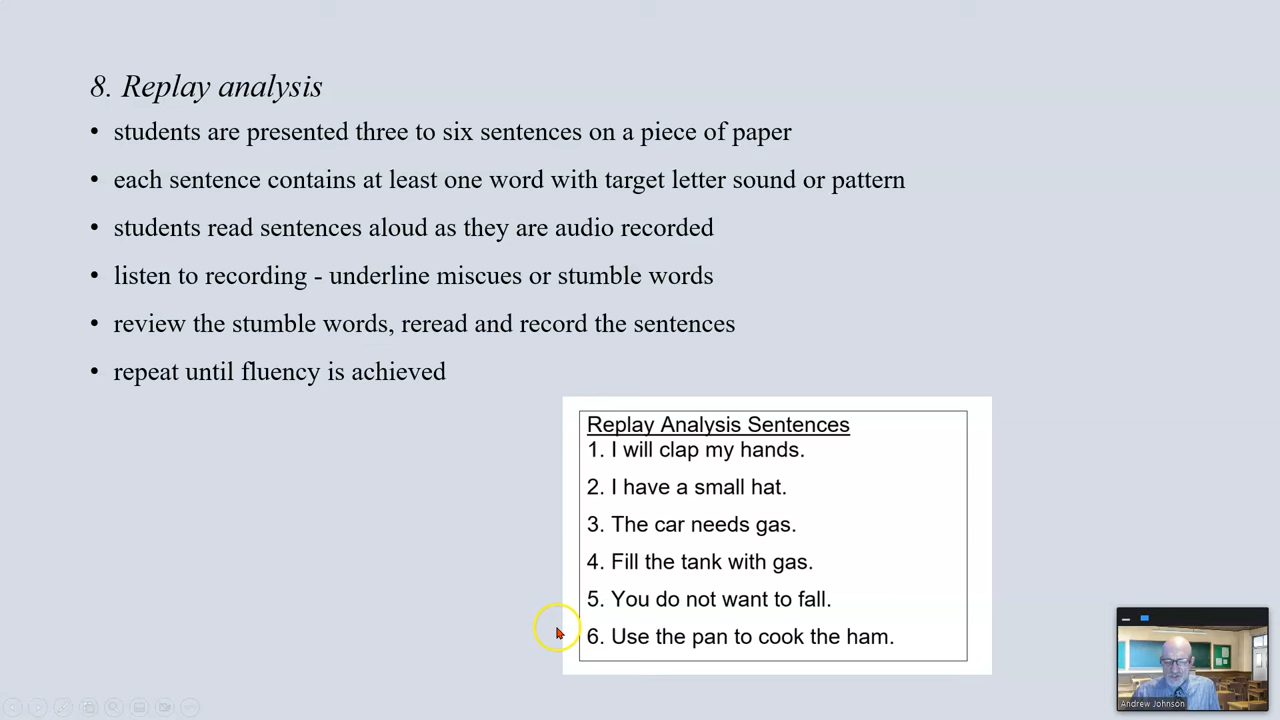 8. Replay analysis
• students are presented three to six sentences on a piece of paper
• each sentence contains at least one word with target letter sound or pattern
• students read sentences aloud as they are audio recorded
• listen to recording - underline miscues or stumble words
• review the stumble words, reread and record the sentences
• repeat until fluency is achieved
Replay Analysis Sentences
1. I will clap my hands.
2. I have a small hat.
3. The car needs gas.
4. Fill the tank with gas.
5. You do not want to fall.
6. Use the pan to cook the ham.
Andrew Johnson